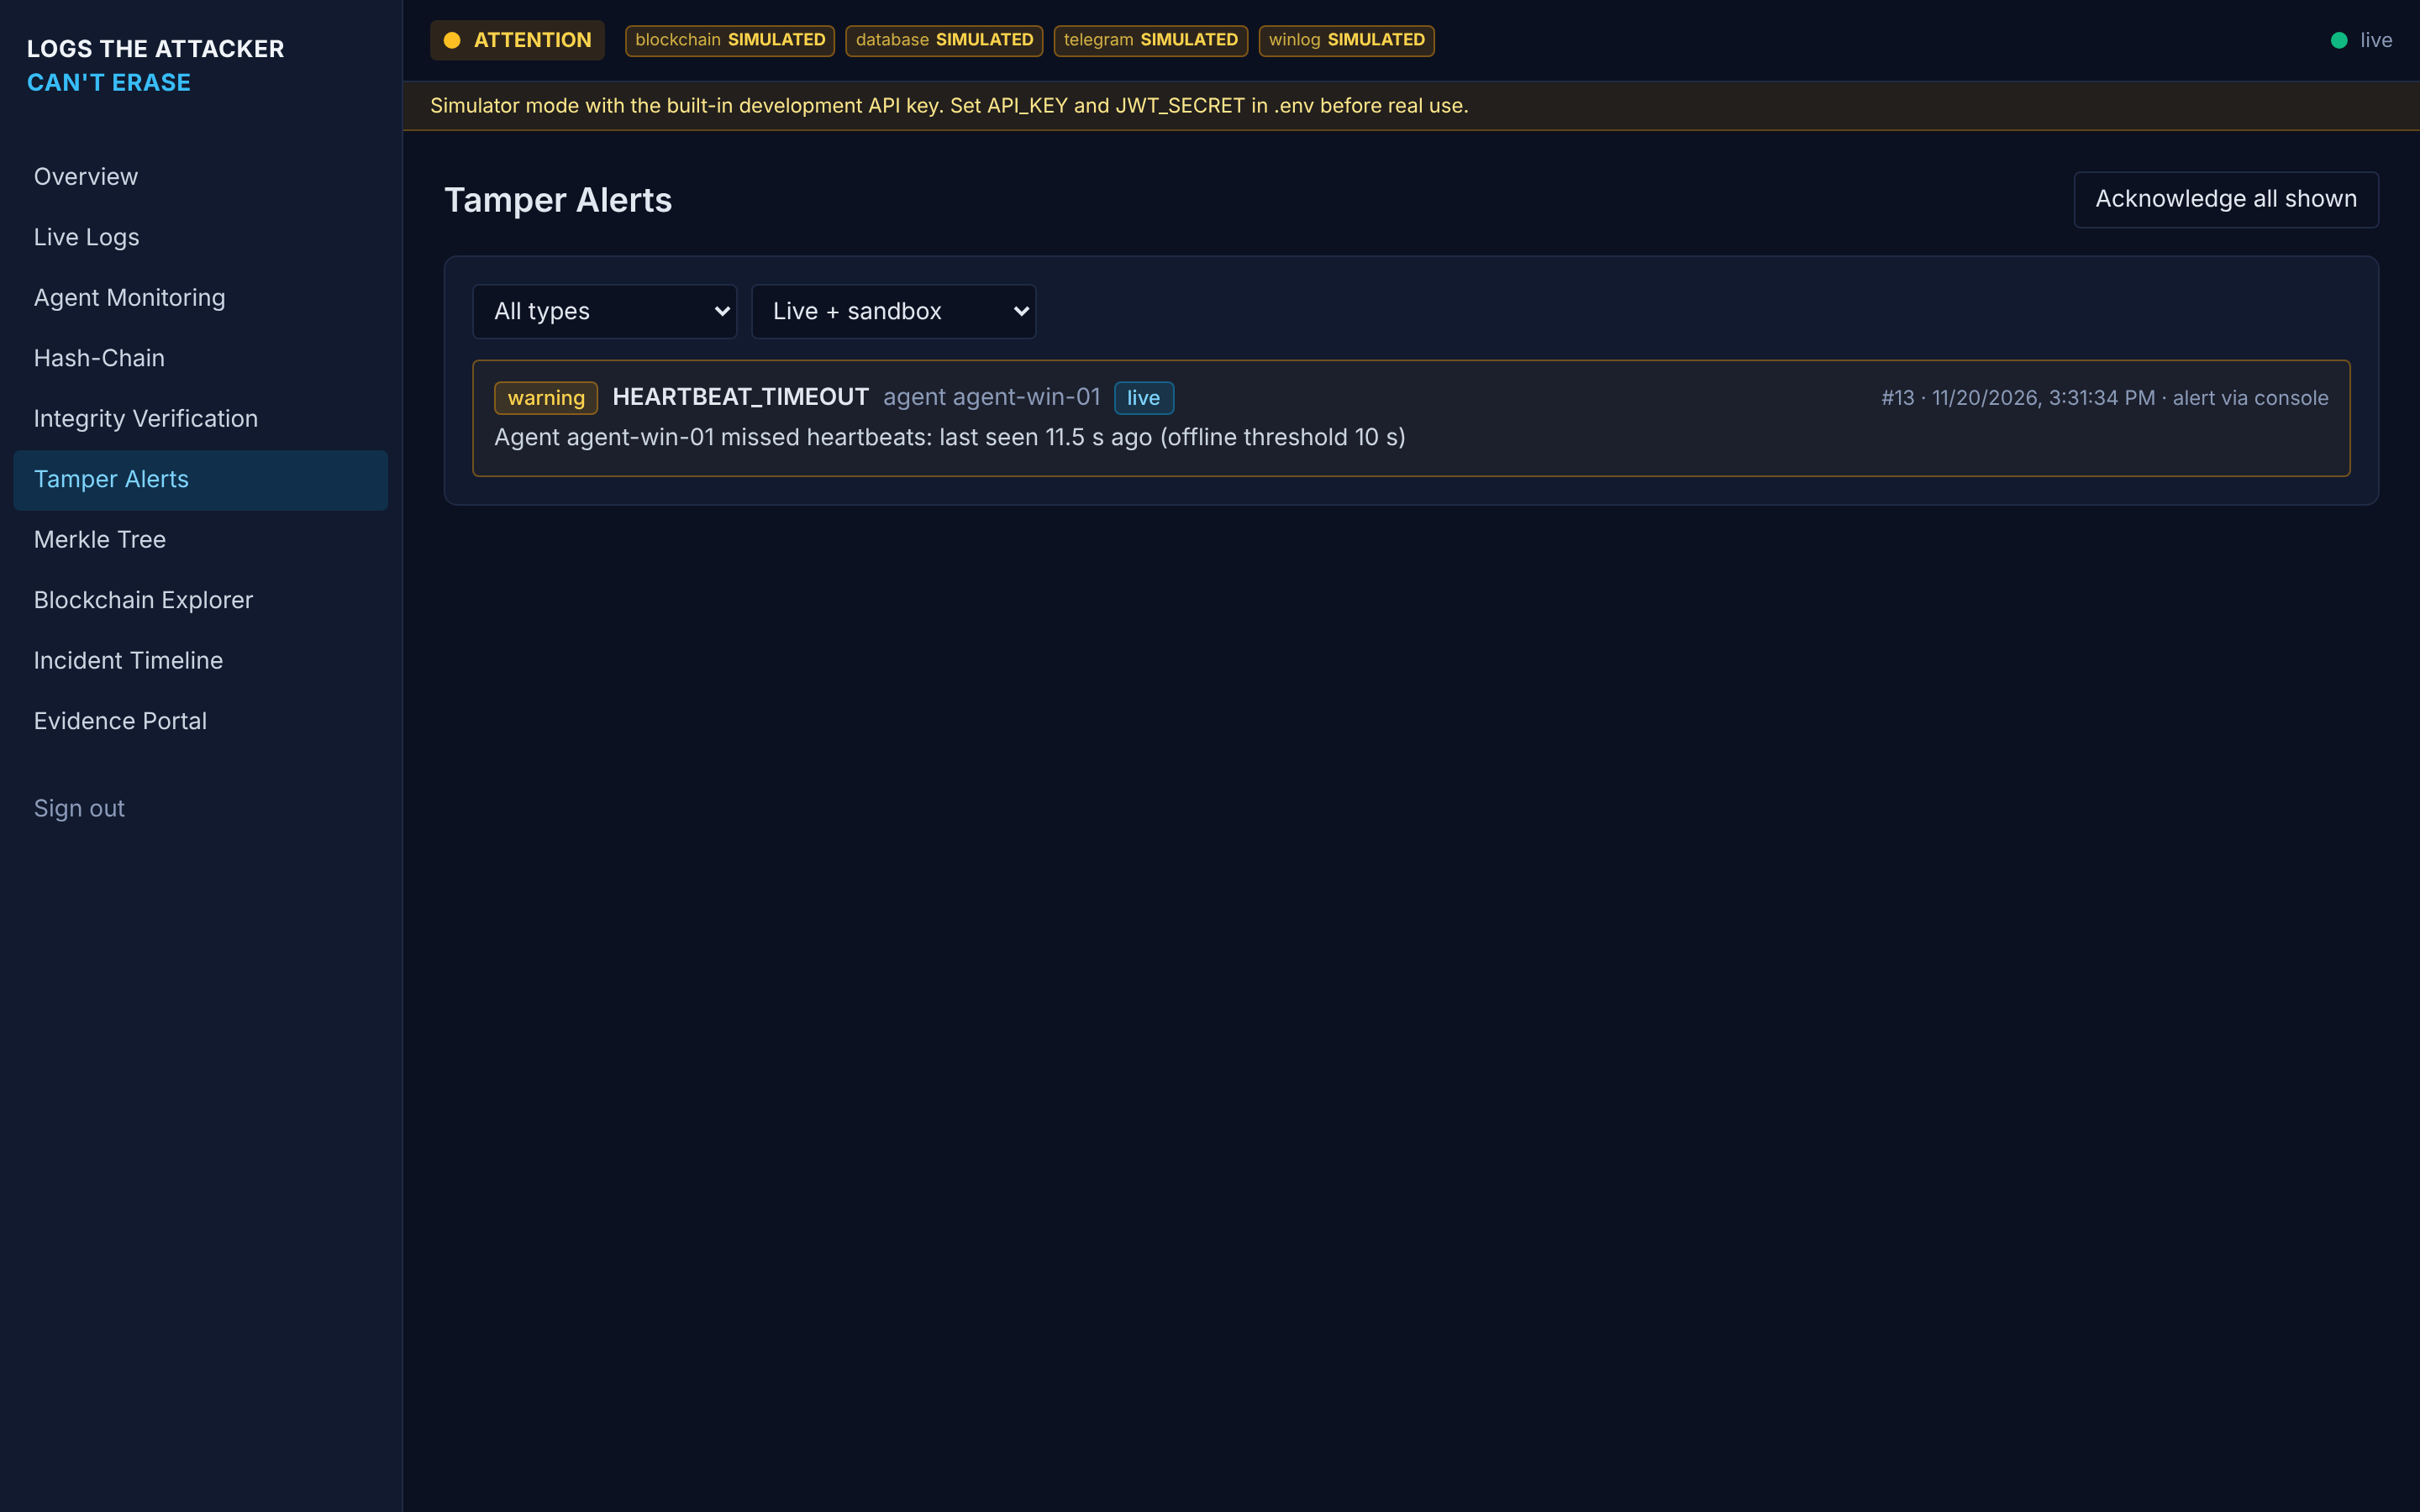 LOGS THE ATTACKER
CAN'T ERASE
Overview
Live Logs
Agent Monitoring
Hash-Chain
Integrity Verification
Tamper Alerts
Merkle Tree
Blockchain Explorer
Incident Timeline
Evidence Portal
Sign out
ATTENTION blockchain SIMULATED database SIMULATED telegram SIMULATED winlog SIMULATED live
Simulator mode with the built-in development API key. Set API_KEY and JWT_SECRET in .env before real use.
Tamper Alerts Acknowledge all shown
All types Live + sandbox
warning HEARTBEAT_TIMEOUT agent agent-win-01 live #13 · 11/20/2026, 3:31:34 PM · alert via console
Agent agent-win-01 missed heartbeats: last seen 11.5 s ago (offline threshold 10 s)